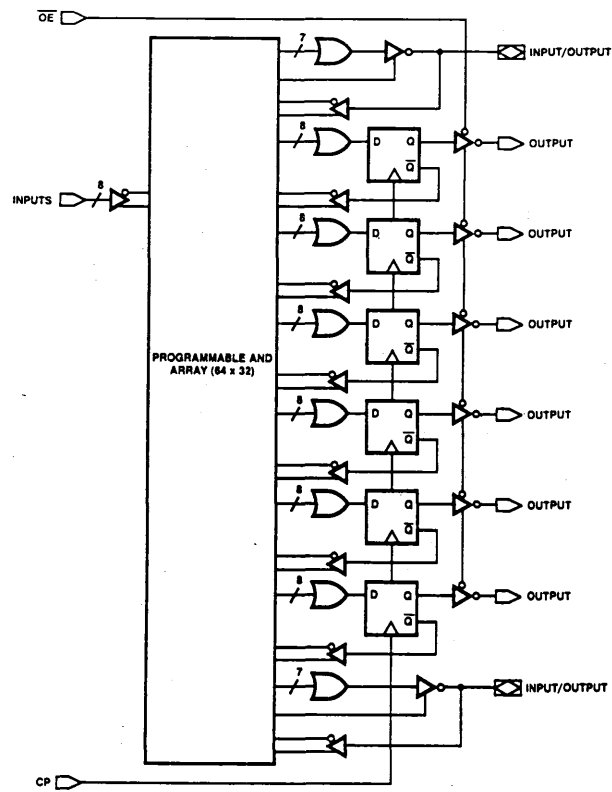 OE
7
INPUT/OUTPUT
8
D Q
Q
OUTPUT
INPUTS
8
8
D Q
Q
OUTPUT
8
D Q
Q
OUTPUT
PROGRAMMABLE AND
ARRAY (64 x 32)
8
D Q
Q
OUTPUT
8
D Q
Q
OUTPUT
8
D Q
Q
OUTPUT
7
INPUT/OUTPUT
CP